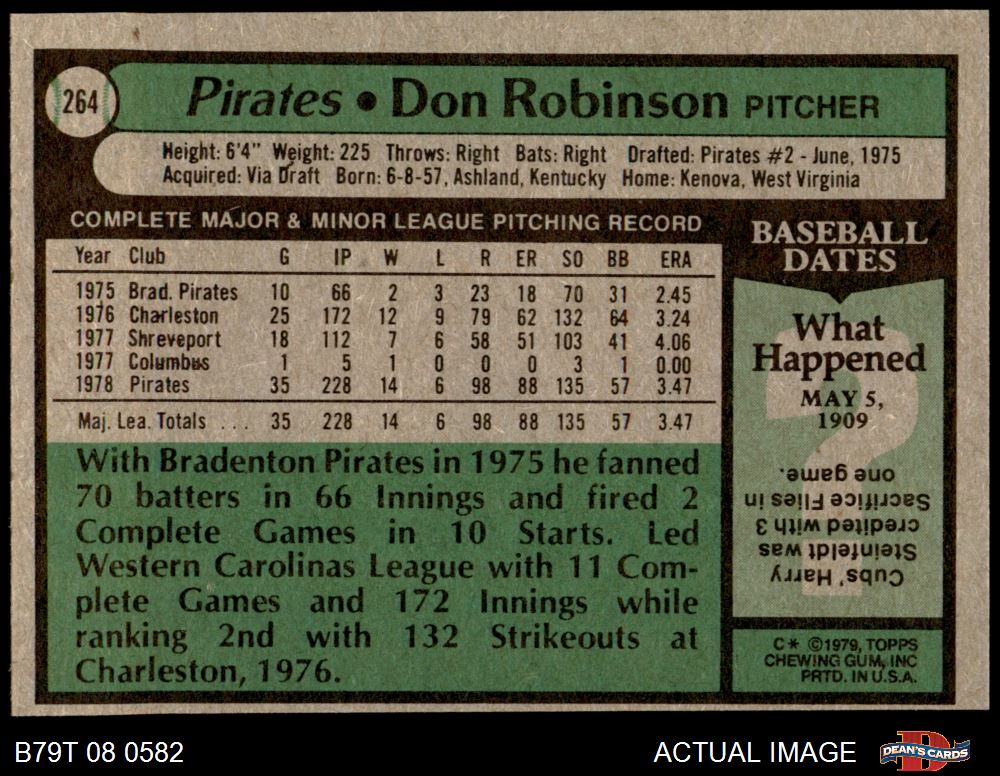 264
Pirates • Don Robinson PITCHER
Height: 6'4" Weight: 225 Throws: Right Bats: Right Drafted: Pirates #2 - June, 1975
Acquired: Via Draft Born: 6-8-57, Ashland, Kentucky Home: Kenova, West Virginia
COMPLETE MAJOR & MINOR LEAGUE PITCHING RECORD
Year Club G IP W L R ER SO BB ERA
1975 Brad. Pirates 10 66 2 3 23 18 70 31 2.45
1976 Charleston 25 172 12 9 79 62 132 64 3.24
1977 Shreveport 18 112 7 6 58 51 103 41 4.06
1977 Columbus 1 5 1 0 0 0 3 1 0.00
1978 Pirates 35 228 14 6 98 88 135 57 3.47
Maj. Lea. Totals . . . 35 228 14 6 98 88 135 57 3.47
With Bradenton Pirates in 1975 he fanned
70 batters in 66 Innings and fired 2
Complete Games in 10 Starts. Led
Western Carolinas League with 11 Com-
plete Games and 172 Innings while
ranking 2nd with 132 Strikeouts at
Charleston, 1976.
BASEBALL
DATES
What
Happened
MAY 5,
1909
?
Cubs' Harry
Steinfeldt was
credited with 3
Sacrifice Flies in
one game.
C* ©1979, TOPPS
CHEWING GUM, INC
PRTD. IN U.S.A.
B79T 08 0582
ACTUAL IMAGE
D
DEAN'S CARDS